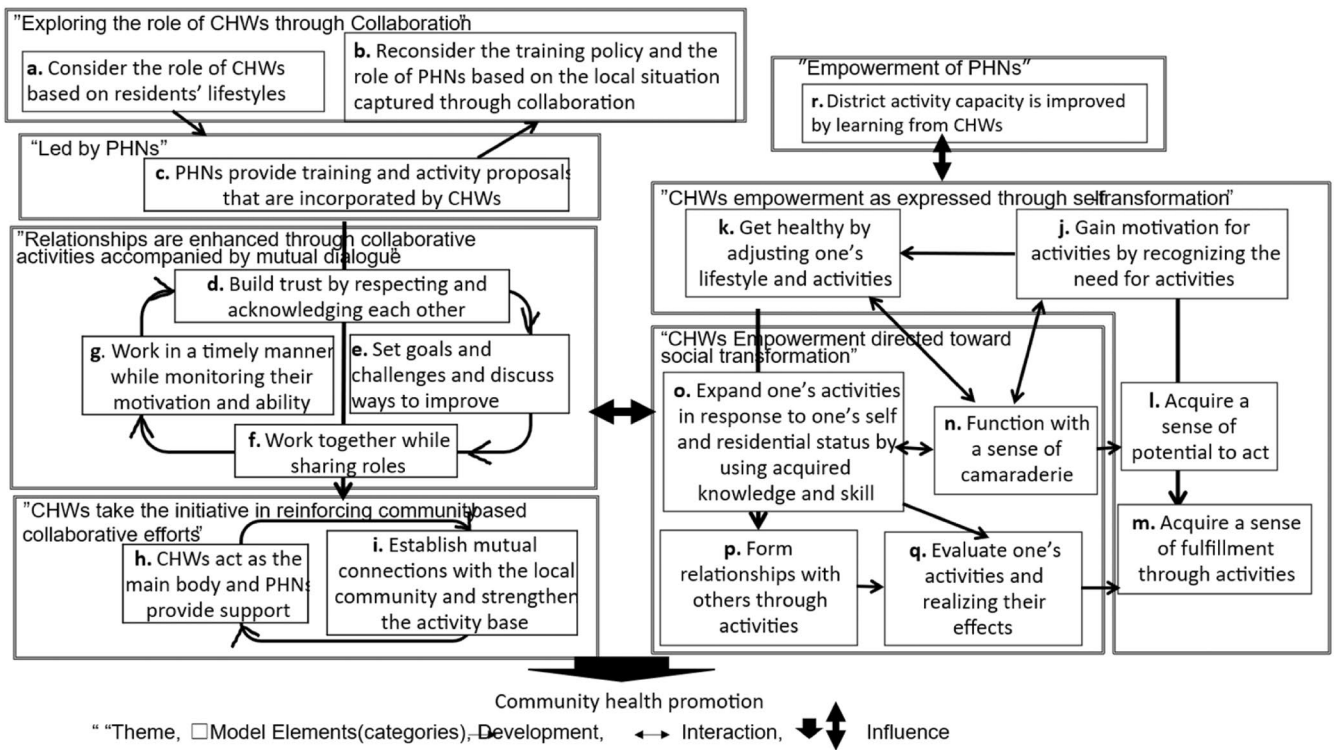 ”Exploring the role of CHWs through Collaboration”
a. Consider the role of CHWs
based on residents’ lifestyles
b. Reconsider the training policy and the
role of PHNs based on the local situation
captured through collaboration
“Led by PHNs”
c. PHNs provide training and activity proposals
that are incorporated by CHWs
”Relationships are enhanced through collaborative
activities accompanied by mutual dialogue”
d. Build trust by respecting and
acknowledging each other
g. Work in a timely manner
while monitoring their
motivation and ability
e. Set goals and
challenges and discuss
ways to improve
f. Work together while
sharing roles
”CHWs take the initiative in reinforcing community-based
collaborative efforts”
h. CHWs act as the
main body and PHNs
provide support
i. Establish mutual
connections with the local
community and strengthen
the activity base
”Empowerment of PHNs”
r. District activity capacity is improved
by learning from CHWs
”CHWs empowerment as expressed through self-transformation”
k. Get healthy by
adjusting one’s
lifestyle and activities
j. Gain motivation for
activities by recognizing the
need for activities
“CHWs Empowerment directed toward
social transformation”
o. Expand one’s activities
in response to one’s self
and residential status by
using acquired
knowledge and skill
n. Function with
a sense of
camaraderie
l. Acquire a
sense of
potential to act
m. Acquire a sense
of fulfillment
through activities
p. Form
relationships with
others through
activities
q. Evaluate one’s
activities and
realizing their
effects
Community health promotion
“ “Theme, □Model Elements(categories), Development, Interaction, Influence